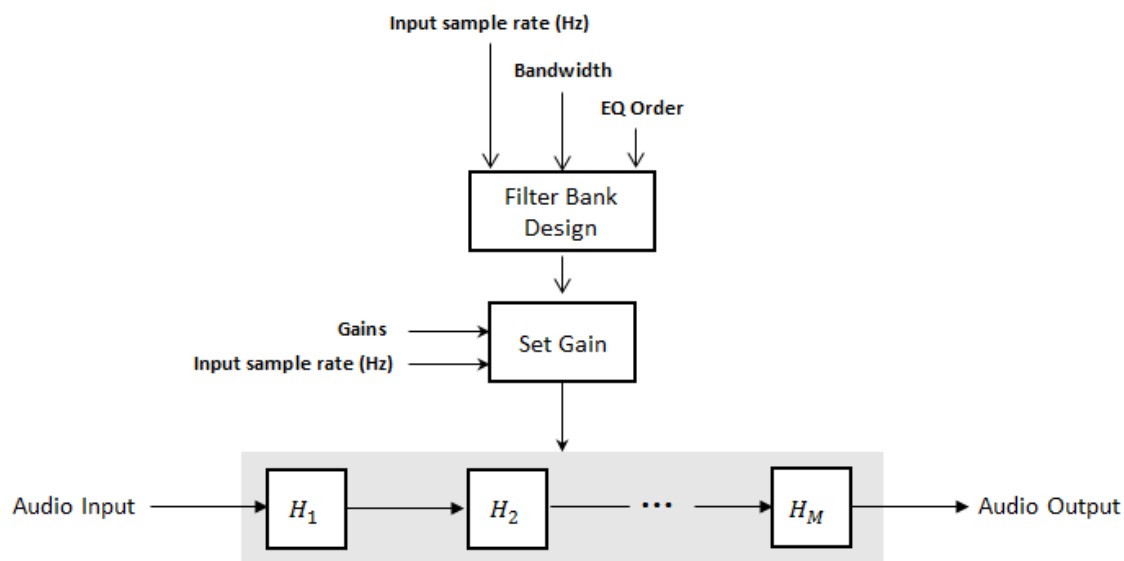 Input sample rate (Hz)
Bandwidth
EQ Order
Filter Bank
Design
Gains
Input sample rate (Hz)
Set Gain
Audio Input
H₁
H₂
···
H_M
Audio Output